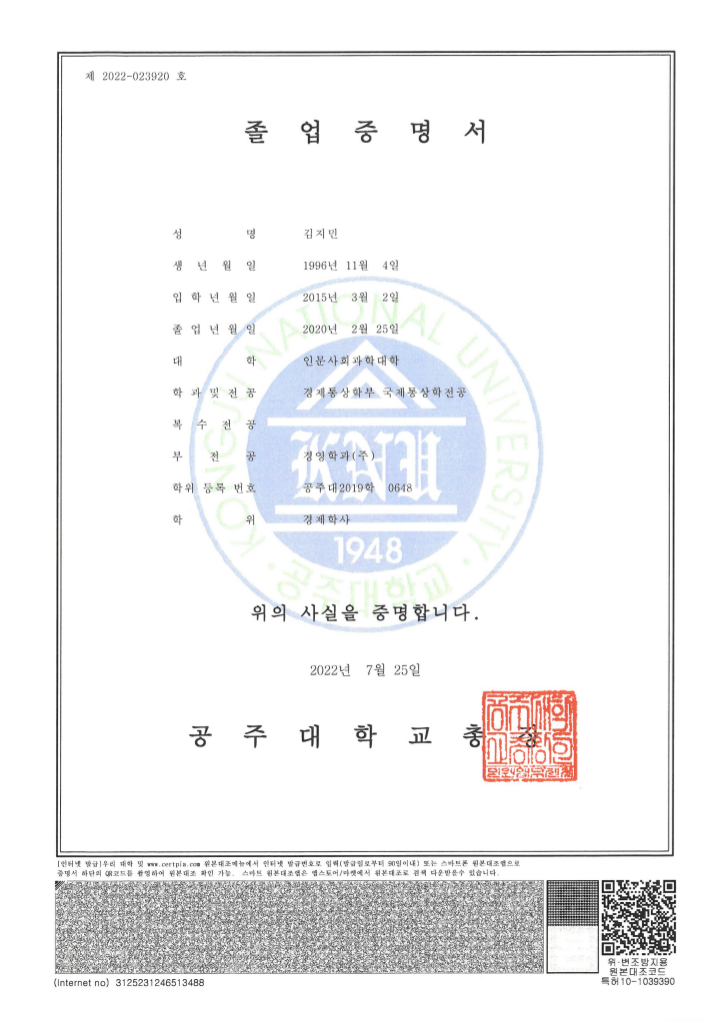 제 2022-023920 호
졸 업 증 명 서
성 명 김지민
생 년 월 일 1996년 11월 4일
입 학 년 월 일 2015년 3월 2일
졸 업 년 월 일 2020년 2월 25일
대 학 인문사회과학대학
학 과 및 전 공 경제통상학부 국제통상학전공
복 수 전 공
부 전 공 경영학과(주)
학위 등록 번호 공주대2019학 0648
학 위 경제학사
KONGJU NATIONAL UNIVERSITY
KNU
1948
공주대학교
위의 사실을 증명합니다.
2022년 7월 25일
공 주 대 학 교 총 장
[인터넷 발급]우리 대학 및 www.certpia.com 원본대조메뉴에서 인터넷 발급번호로 입력(발급일로부터 90일이내) 또는 스마트폰 원본대조앱으로
증명서 하단의 QR코드를 촬영하여 원본대조 확인 가능. 스마트 원본대조앱은 앱스토어/마켓에서 원본대조로 검색 다운받을수 있습니다.
위·변조방지용
원본대조코드
특허10-1039390
(Internet no) 3125231246513488